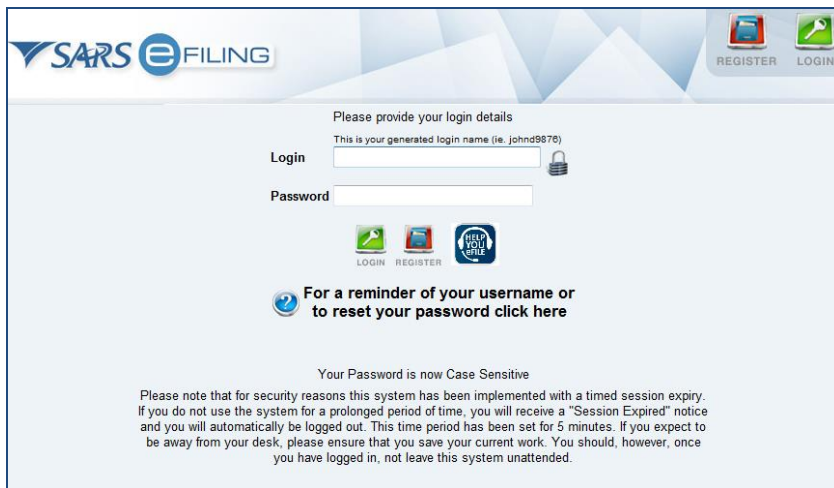 SARS eFILING
REGISTER LOGIN
Please provide your login details
This is your generated login name (ie. johnd9876)
Login
Password
LOGIN REGISTER HELP YOU eFILE
For a reminder of your username or
to reset your password click here
Your Password is now Case Sensitive
Please note that for security reasons this system has been implemented with a timed session expiry.
If you do not use the system for a prolonged period of time, you will receive a "Session Expired" notice
and you will automatically be logged out. This time period has been set for 5 minutes. If you expect to
be away from your desk, please ensure that you save your current work. You should, however, once
you have logged in, not leave this system unattended.